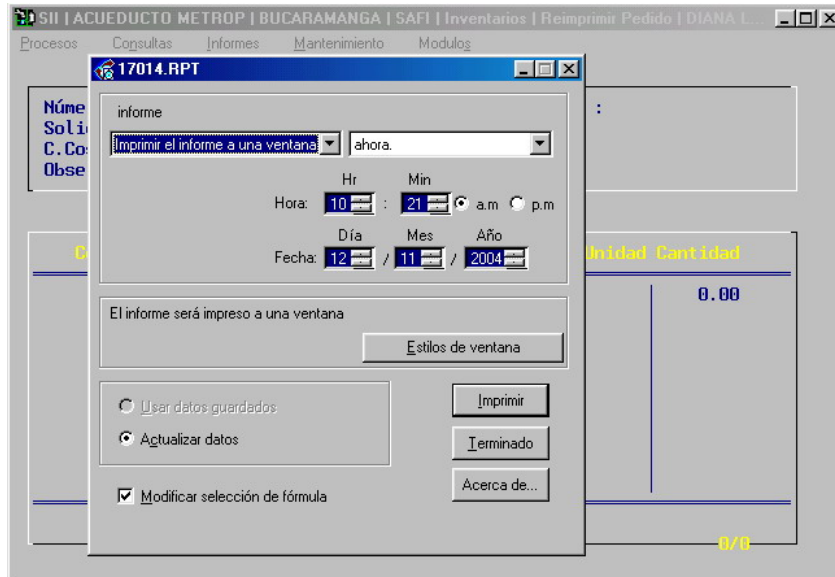 SII | ACUEDUCTO METROP | BUCARAMANGA | SAFI | Inventarios | Reimprimir Pedido | DIANA L...
Procesos Consultas Informes Mantenimiento Modulos
17014.RPT
Núme :
Soli
C.Co
Obse
informe
Imprimir el informe a una ventana ahora.
Hr Min
Hora: 10 : 21 a.m p.m
Día Mes Año
Fecha: 12 / 11 / 2004
C Unidad Cantidad
0.00
El informe será impreso a una ventana
Estilos de ventana
Usar datos guardados
Actualizar datos
Modificar selección de fórmula
Imprimir
Terminado
Acerca de...
0/0